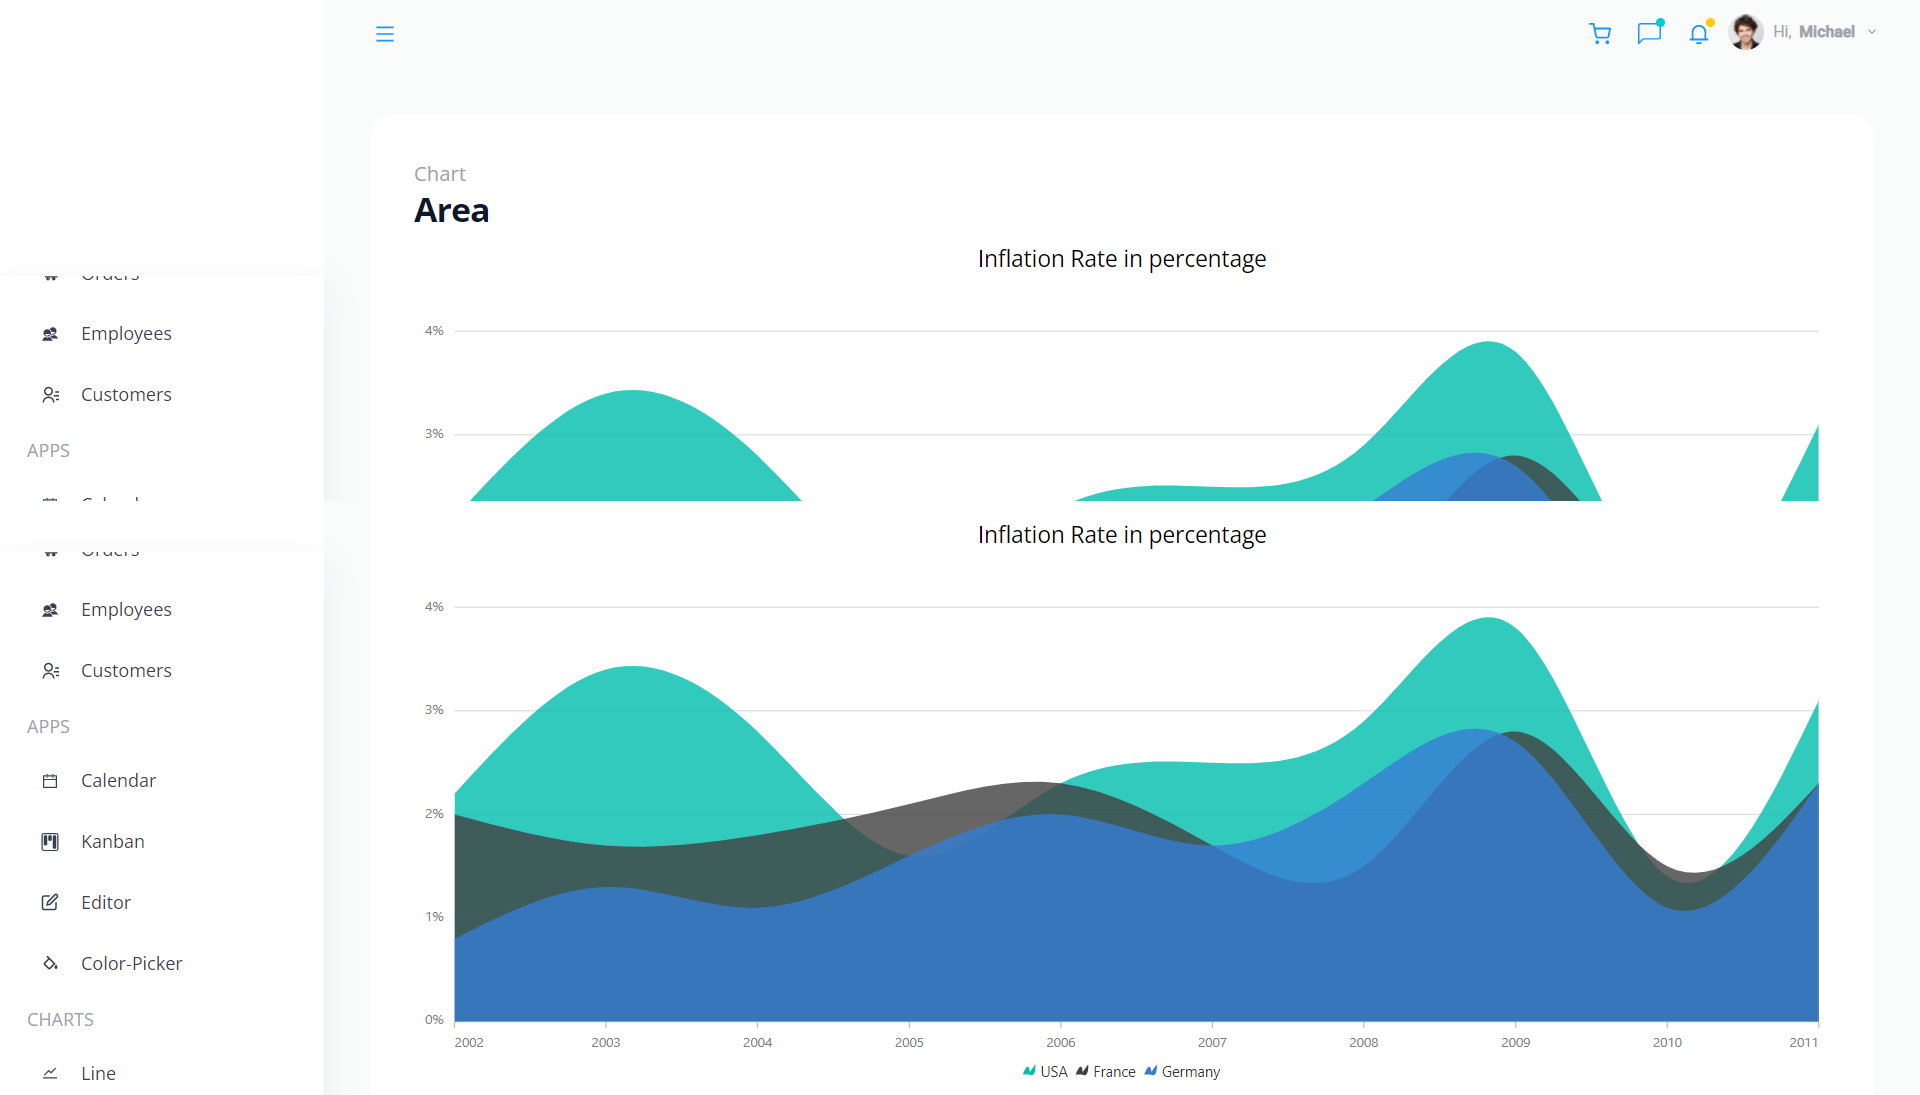 Hi, Michael
Chart
Area
Inflation Rate in percentage
4%
3%
Orders
Employees
Customers
APPS
Inflation Rate in percentage
4%
3%
2%
1%
0%
2002 2003 2004 2005 2006 2007 2008 2009 2010 2011
USA France Germany
Orders
Employees
Customers
APPS
Calendar
Kanban
Editor
Color-Picker
CHARTS
Line